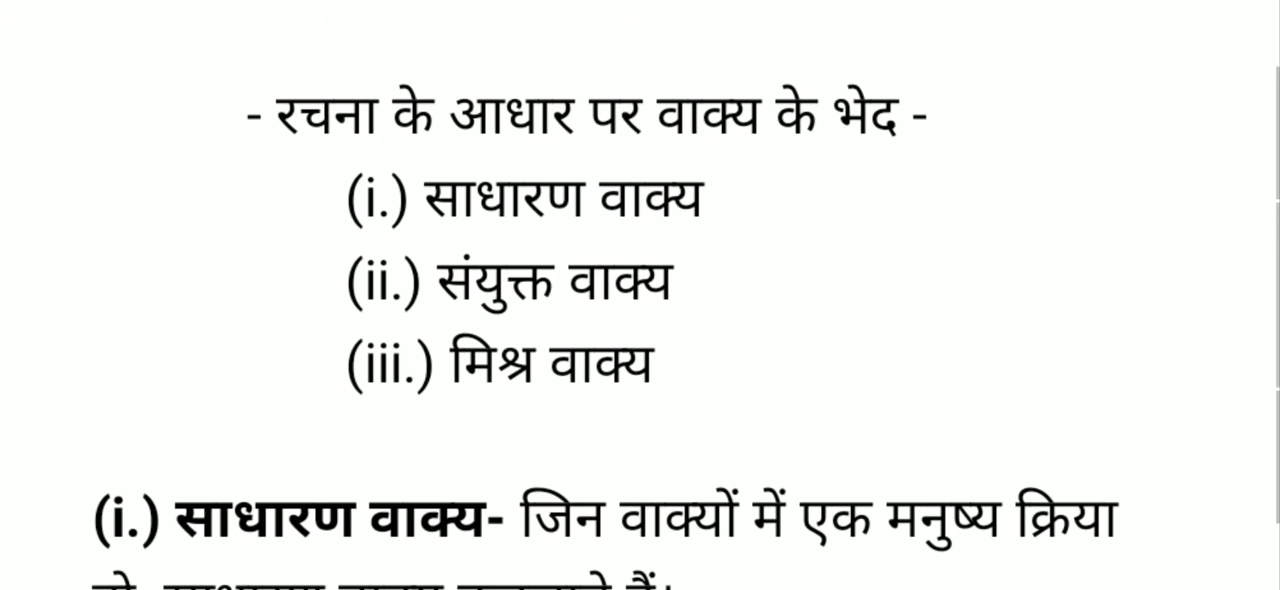 - रचना के आधार पर वाक्य के भेद -
(i.) साधारण वाक्य
(ii.) संयुक्त वाक्य
(iii.) मिश्र वाक्य
(i.) साधारण वाक्य- जिन वाक्यों में एक मनुष्य क्रिया